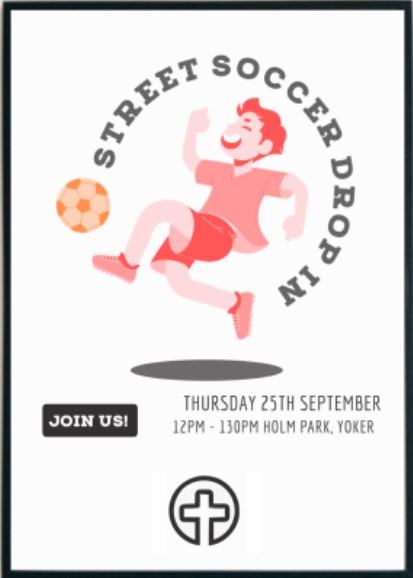 STREET SOCCER DROP IN
THURSDAY 25TH SEPTEMBER
JOIN US!
12PM - 130PM HOLM PARK, YOKER